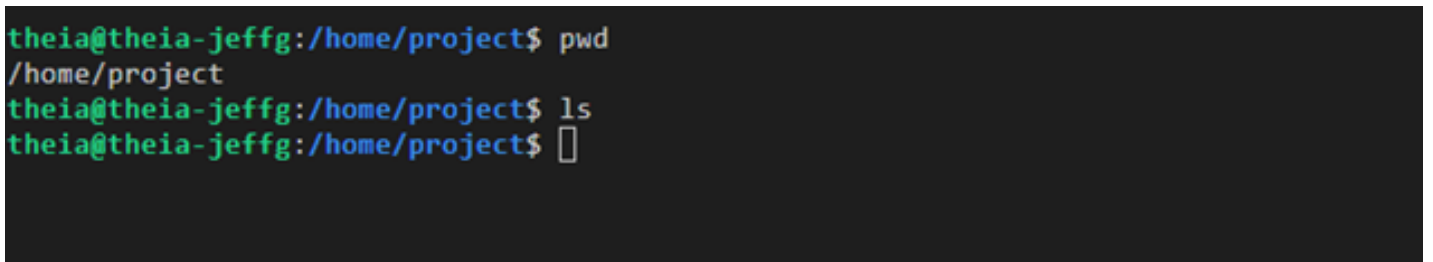 theia@theia-jeffg:/home/project$ pwd
/home/project
theia@theia-jeffg:/home/project$ ls
theia@theia-jeffg:/home/project$